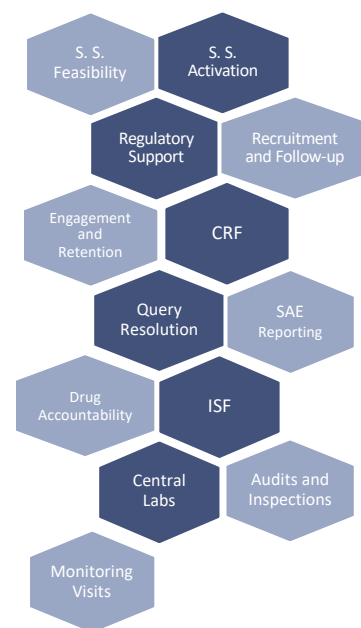 S. S.
Feasibility
S. S.
Activation
Regulatory
Support
Recruitment
and Follow-up
Engagement
and
Retention
CRF
Query
Resolution
SAE
Reporting
Drug
Accountability
ISF
Central
Labs
Audits and
Inspections
Monitoring
Visits